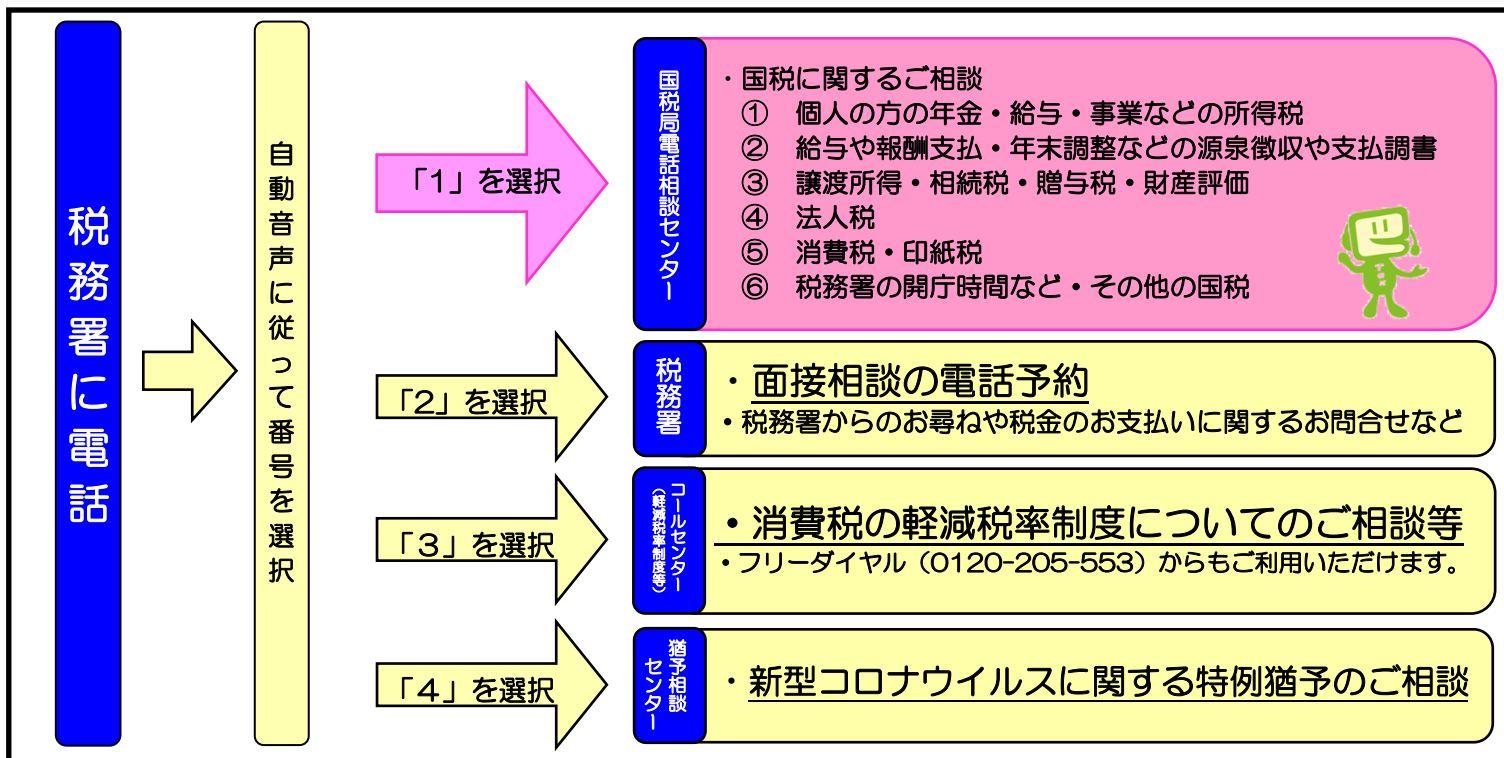 税務署に電話
自動音声に従って番号を選択
「1」を選択
国税局電話相談センター
・国税に関するご相談
① 個人の方の年金・給与・事業などの所得税
② 給与や報酬支払・年末調整などの源泉徴収や支払調書
③ 譲渡所得・相続税・贈与税・財産評価
④ 法人税
⑤ 消費税・印紙税
⑥ 税務署の開庁時間など・その他の国税
「2」を選択
税務署
・面接相談の電話予約
・税務署からのお尋ねや税金のお支払いに関するお問合せなど
「3」を選択
コールセンター
（軽減税率制度等）
・消費税の軽減税率制度についてのご相談等
・フリーダイヤル（0120-205-553）からもご利用いただけます。
「4」を選択
猶予相談
センター
・新型コロナウイルスに関する特例猶予のご相談